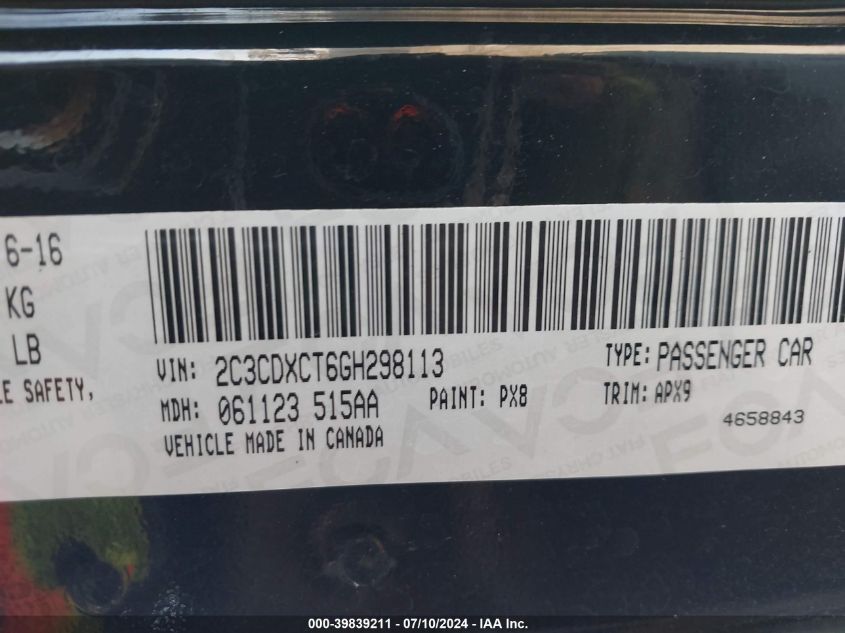 6-16
KG
LB
LE SAFETY,
VIN: 2C3CDXCT6GH298113
TYPE: PASSENGER CAR
MDH: 061123 515AA
PAINT: PX8
TRIM: APX9
VEHICLE MADE IN CANADA
4658843
000-39839211 - 07/10/2024 - IAA Inc.